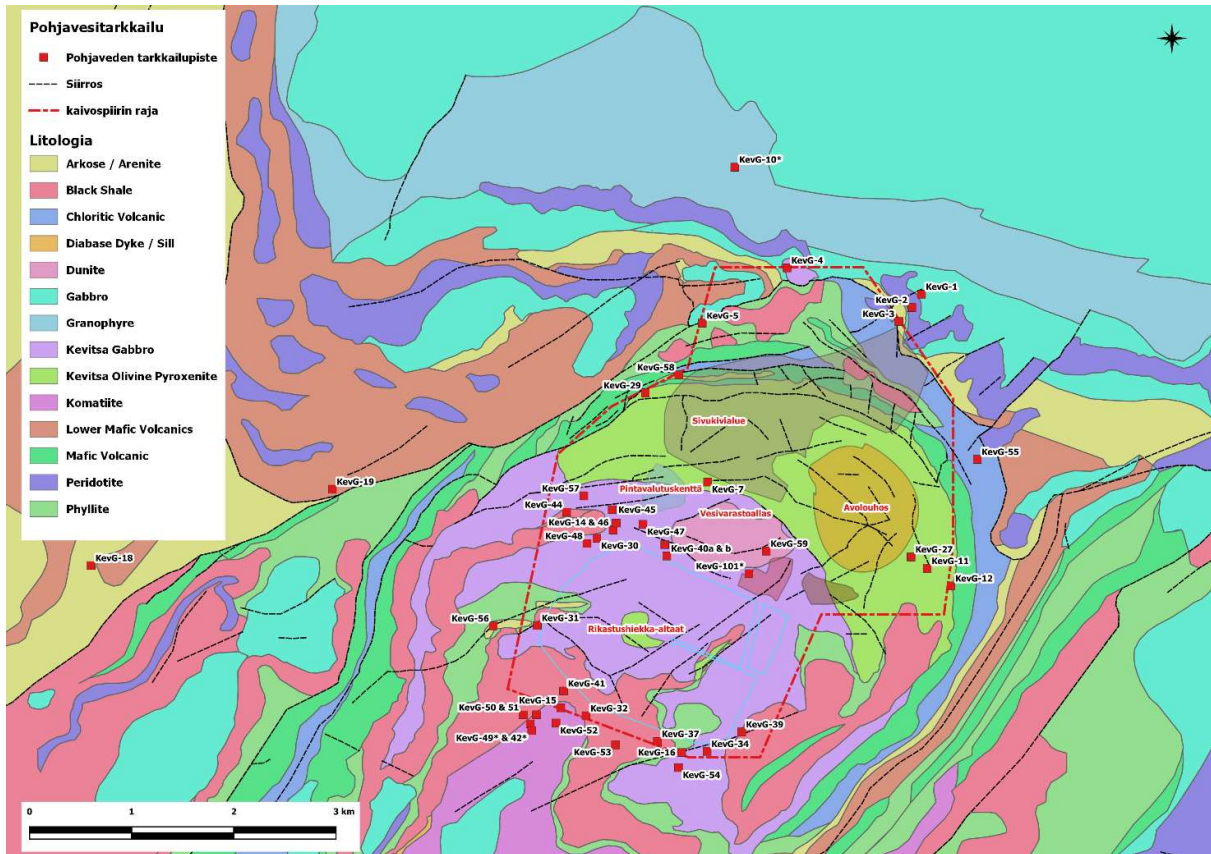 Pohjavesitarkkailu
Pohjaveden tarkkailupiste
Siirros
kaivospiirin raja
Litologia
Arkose / Arenite
Black Shale
Chloritic Volcanic
Diabase Dyke / Sill
Dunite
Gabbro
Granophyre
Kevitsa Gabbro
Kevitsa Olivine Pyroxenite
Komatiite
Lower Mafic Volcanics
Mafic Volcanic
Peridotite
Phyllite
KevG-10*
KevG-4
KevG-1
KevG-2
KevG-3
KevG-5
KevG-58
KevG-29
Sivukivialue
KevG-55
KevG-19
KevG-57
Pintavalutuskenttä
KevG-7
KevG-44
KevG-45
Vesivarastoallas
Avolouhos
KevG-14 & 46
KevG-47
KevG-48
KevG-30
KevG-40a & b
KevG-59
KevG-27
KevG-18
KevG-101*
KevG-11
KevG-12
KevG-56
KevG-31
Rikastushiekka-altaat
KevG-41
KevG-15
KevG-50 & 51
KevG-32
KevG-39
KevG-49* & 42*
KevG-52
KevG-37
KevG-53
KevG-16
KevG-34
KevG-54
0 1 2 3 km